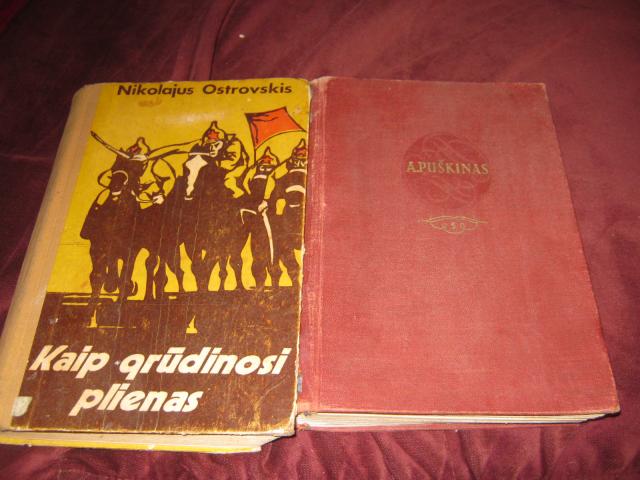 Nikolajus Ostrovskis
Kaip grūdinosi
plienas
A.PUŠKINAS